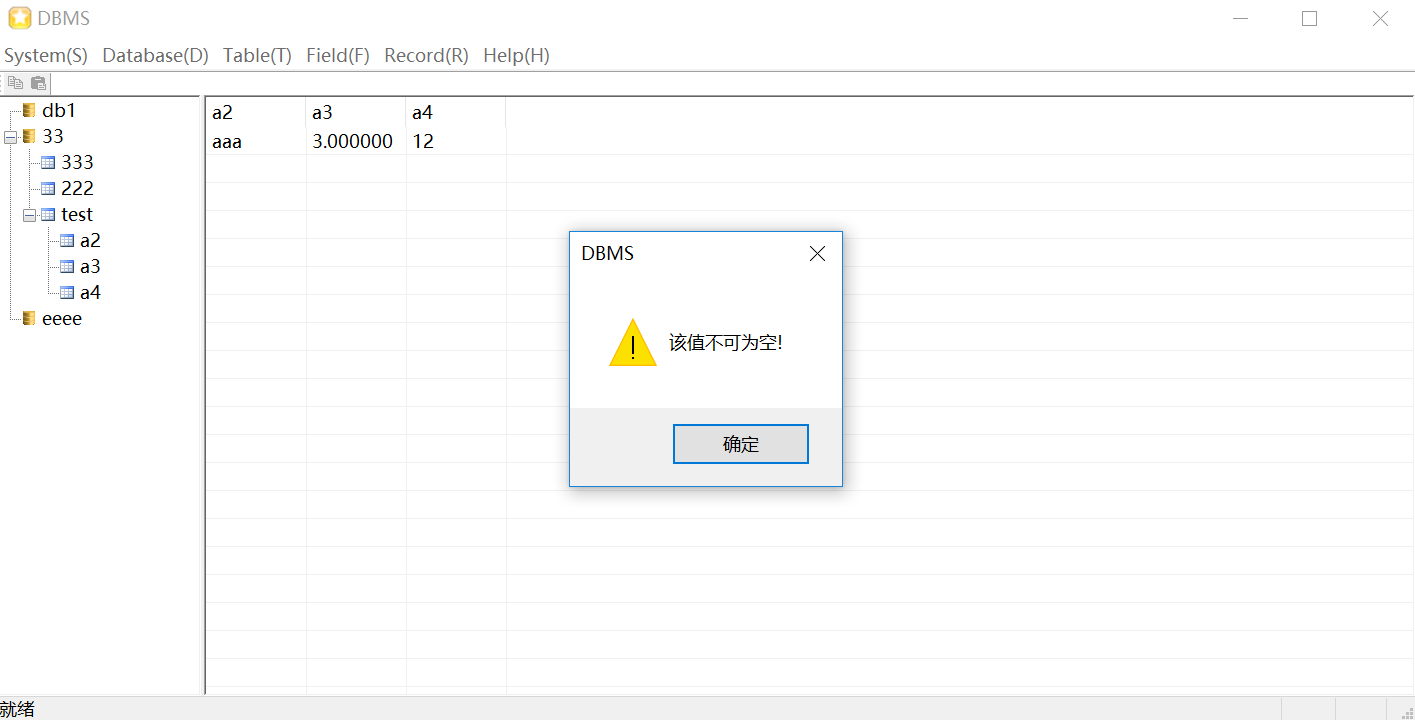 DBMS
System(S) Database(D) Table(T) Field(F) Record(R) Help(H)
db1
33
333
222
test
a2
a3
a4
eeee
a2 a3 a4
aaa 3.000000 12
DBMS
该值不可为空!
确定
就绪